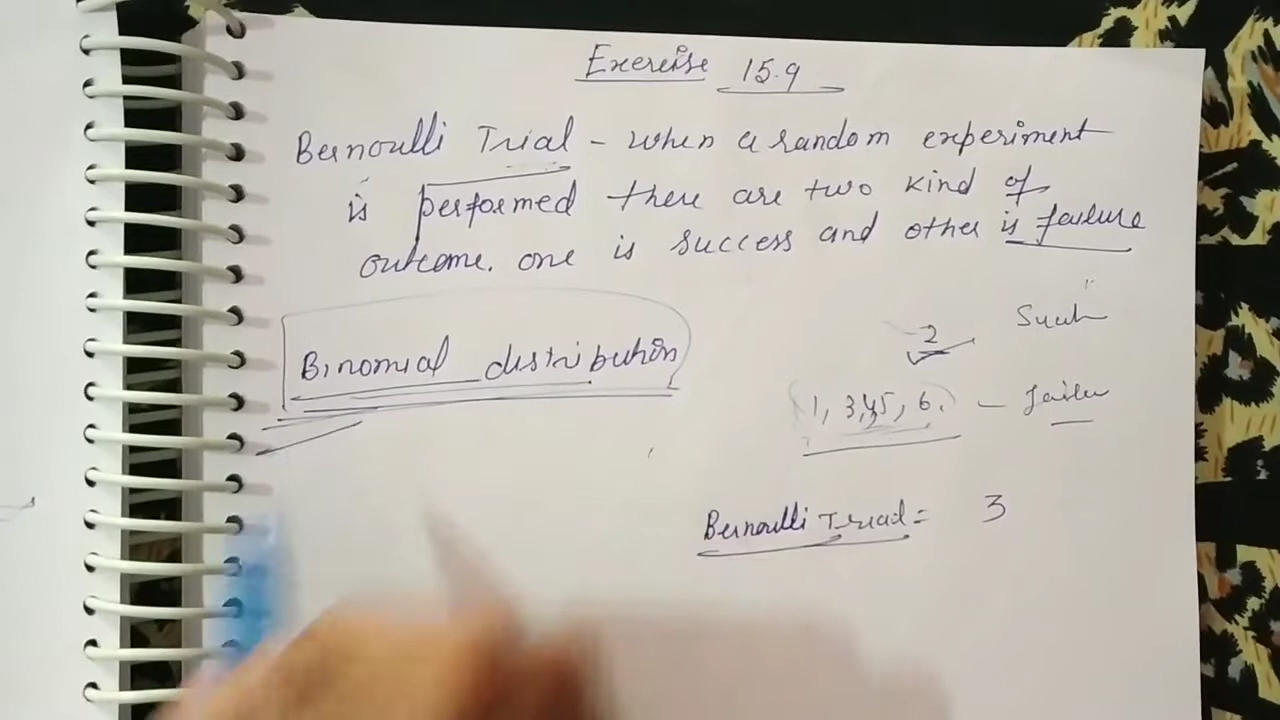 Exercise 15.9
Bernoulli Trial - when a random experiment
is performed there are two kind of
outcome. one is success and other is failure
Binomial distribution
2
1, 3,4,5, 6. -
Bernoulli Triad = 3